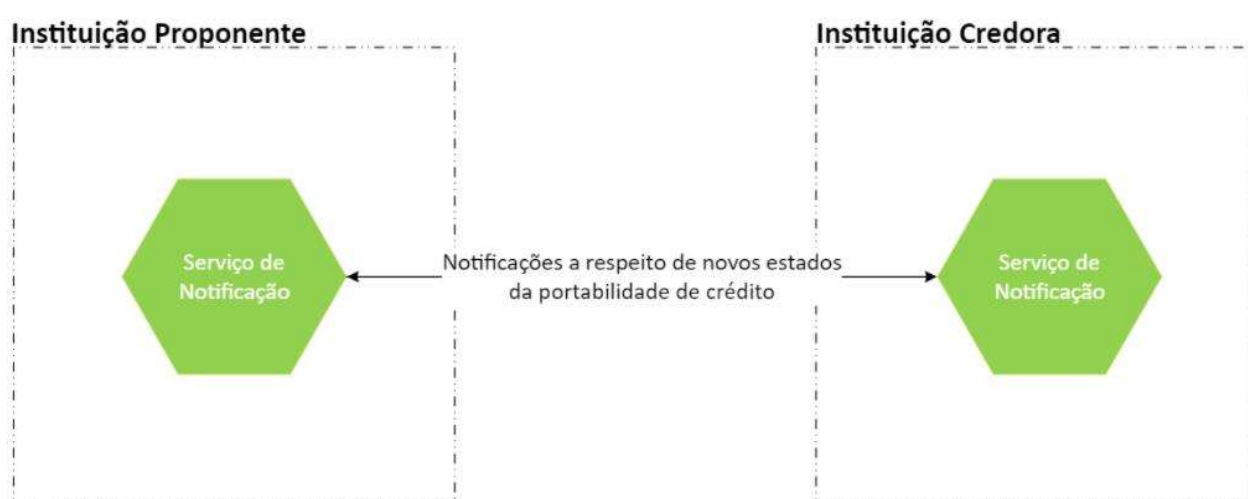 Instituição Proponente
Instituição Credora
Serviço de
Notificação
Notificações a respeito de novos estados
da portabilidade de crédito
Serviço de
Notificação